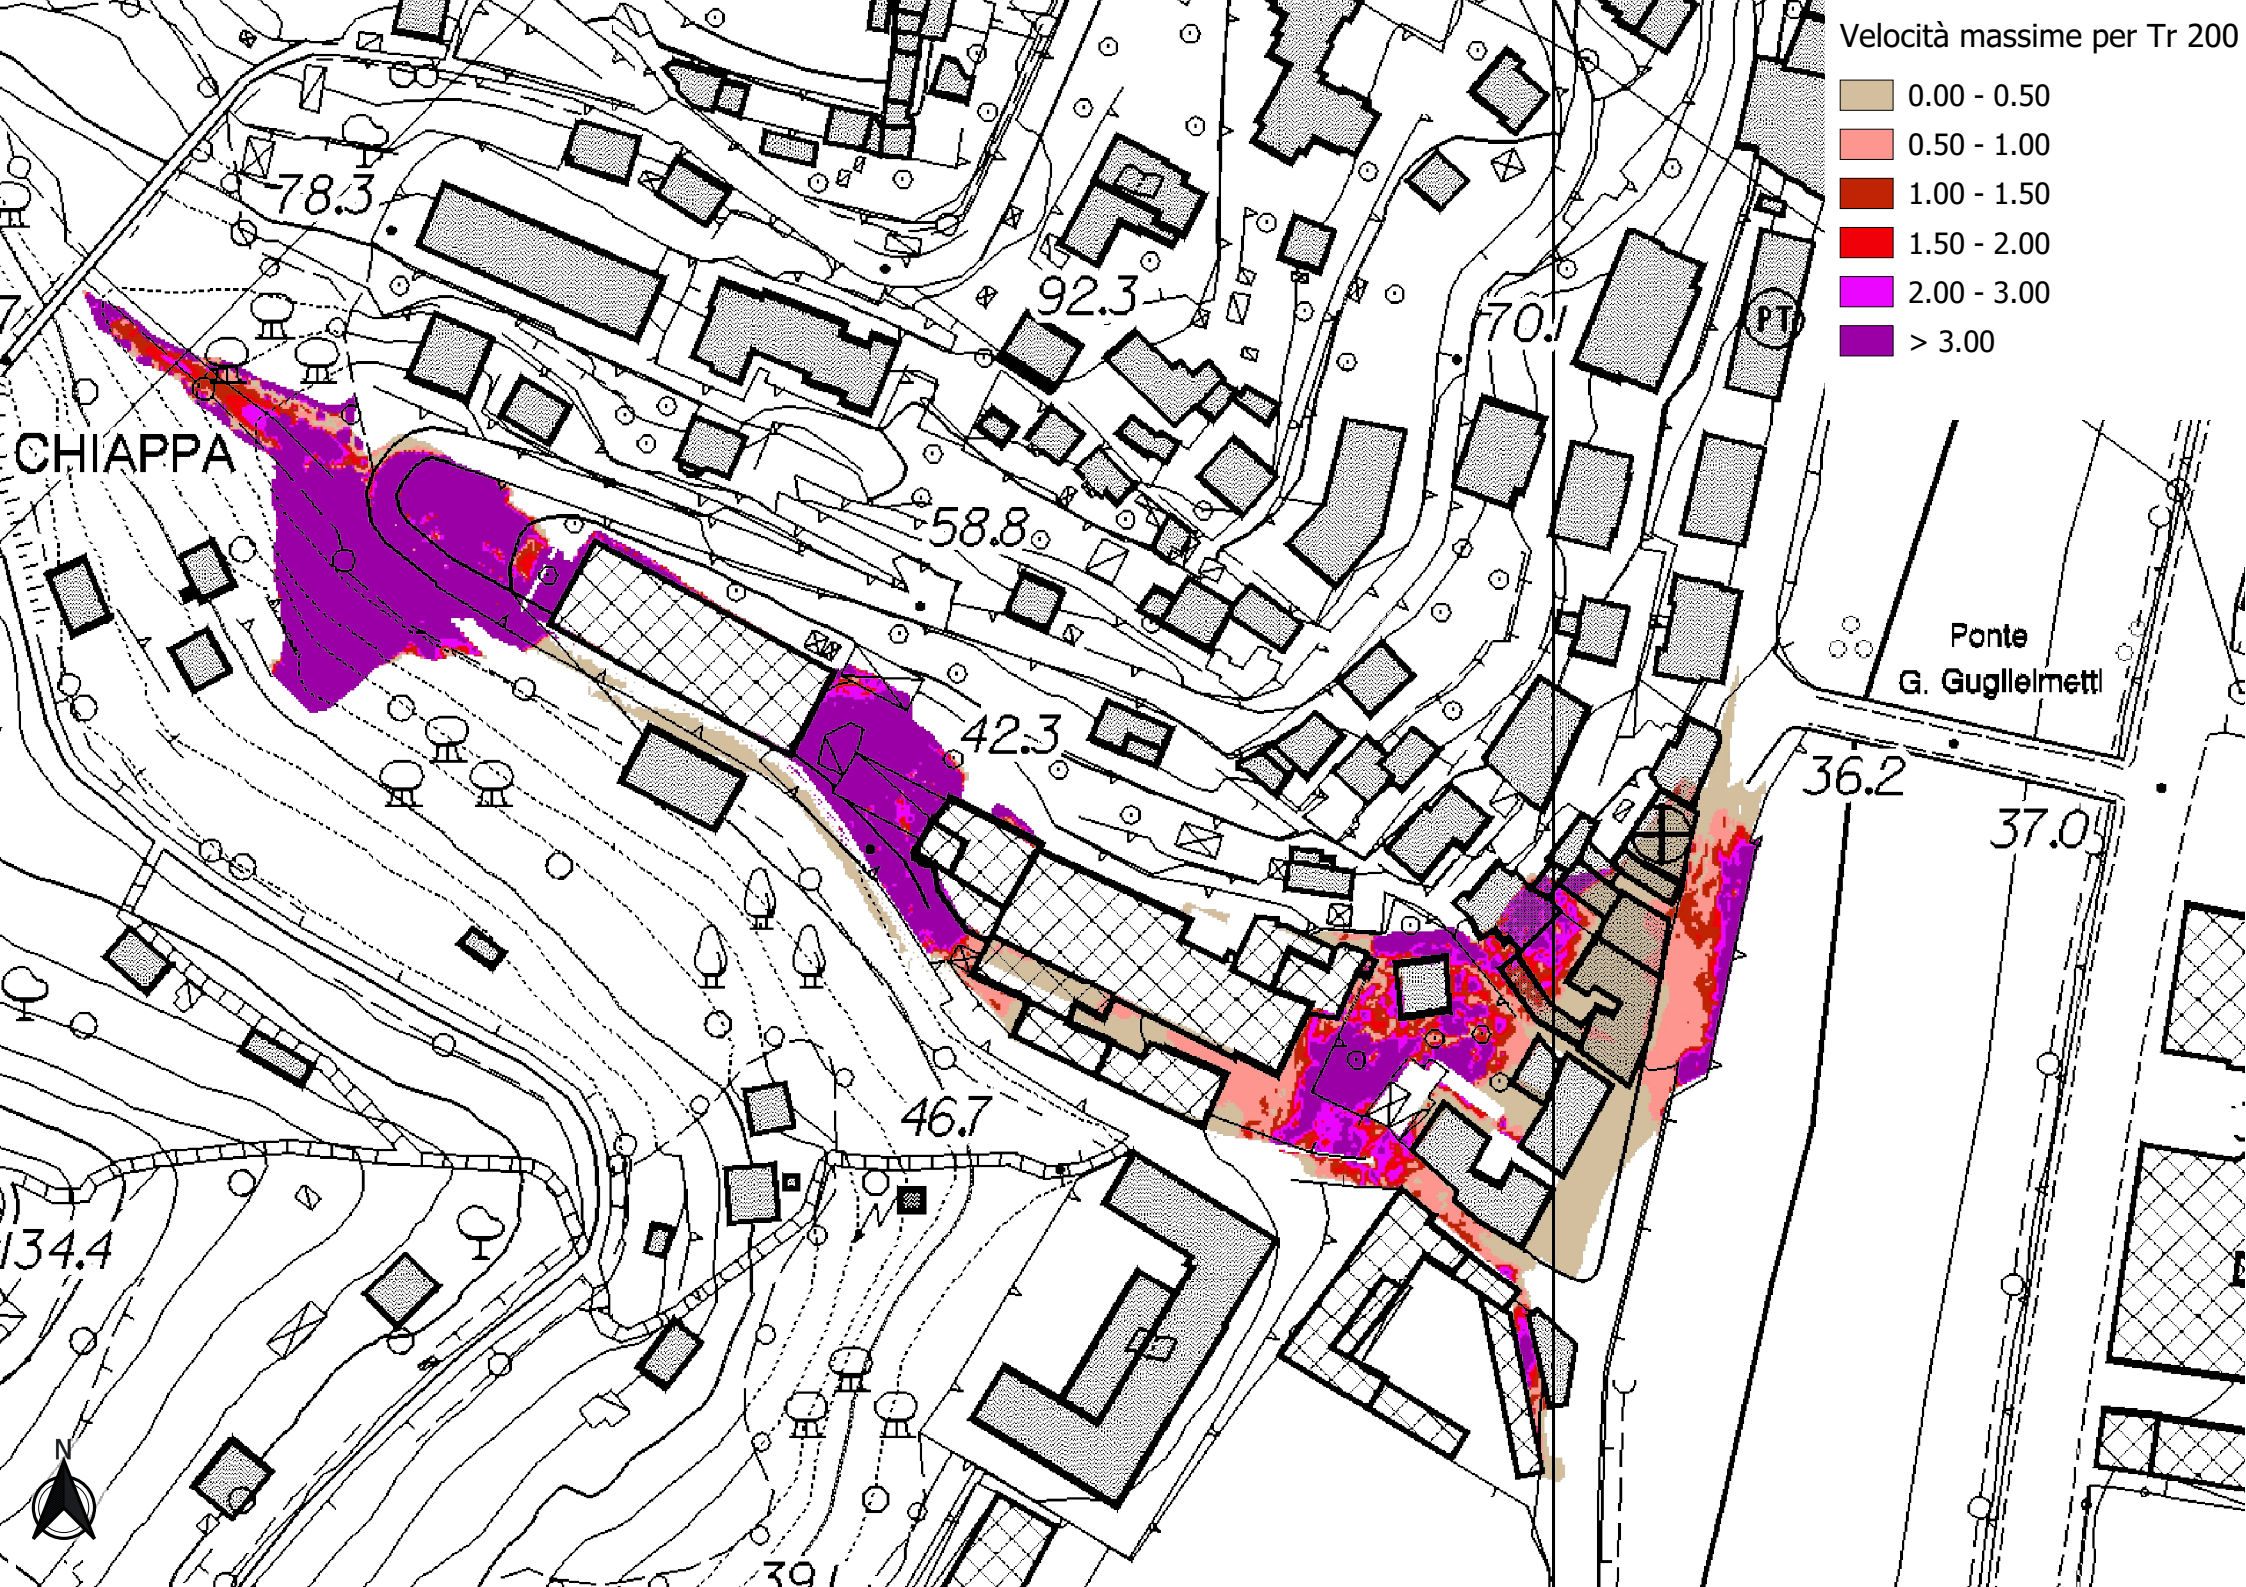 Velocità massime per Tr 200
0.00 - 0.50
0.50 - 1.00
1.00 - 1.50
1.50 - 2.00
2.00 - 3.00
> 3.00
78.3
92.3
70.1
PT
CHIAPPA
58.8
Ponte
G. Guglielmetti
42.3
36.2
37.0
46.7
134.4
N